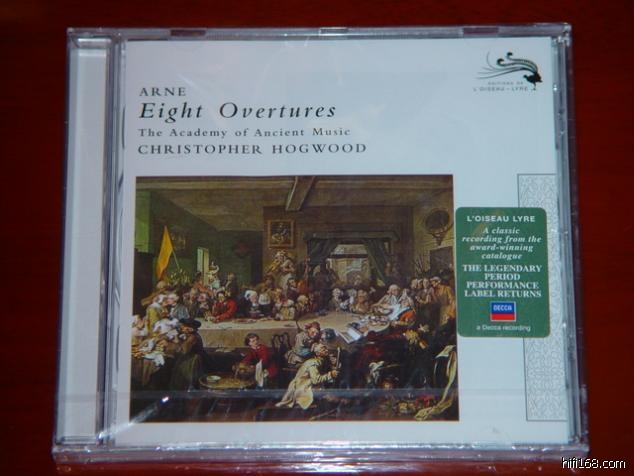 ARNE
Eight Overtures
The Academy of Ancient Music
CHRISTOPHER HOGWOOD
EDITIONS DE
L'OISEAU-LYRE
L'OISEAU LYRE
A classic
recording from the
award-winning
catalogue
THE LEGENDARY
PERIOD
PERFORMANCE
LABEL RETURNS
DECCA
a Decca recording
hifi168.com